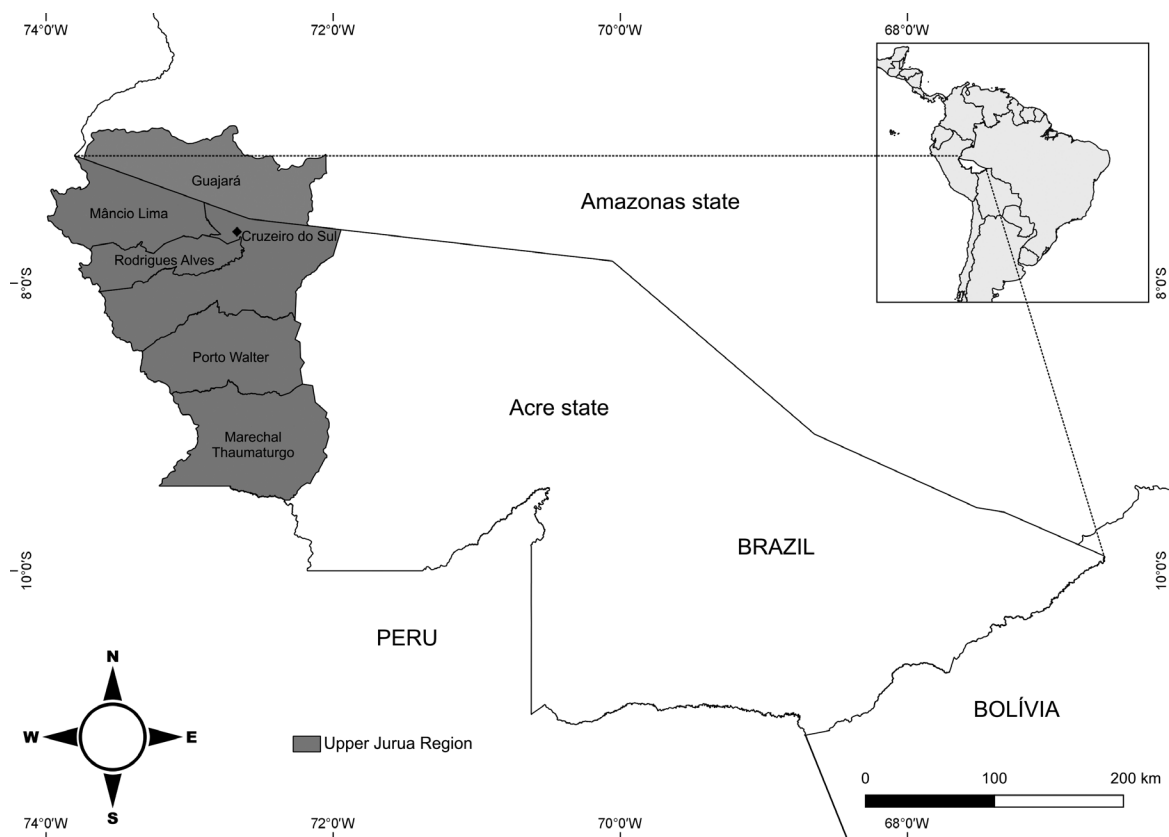 74°0'W
72°0'W
70°0'W
68°0'W
Guajará
Amazonas state
Mâncio Lima
Cruzeiro do Sul
Rodrigues Alves
8°0'S
8°0'S
Porto Walter
Acre state
Marechal
Thaumaturgo
BRAZIL
10°0'S
10°0'S
PERU
N
BOLÍVIA
W
E
Upper Jurua Region
0
100
200 km
S
74°0'W
72°0'W
70°0'W
68°0'W